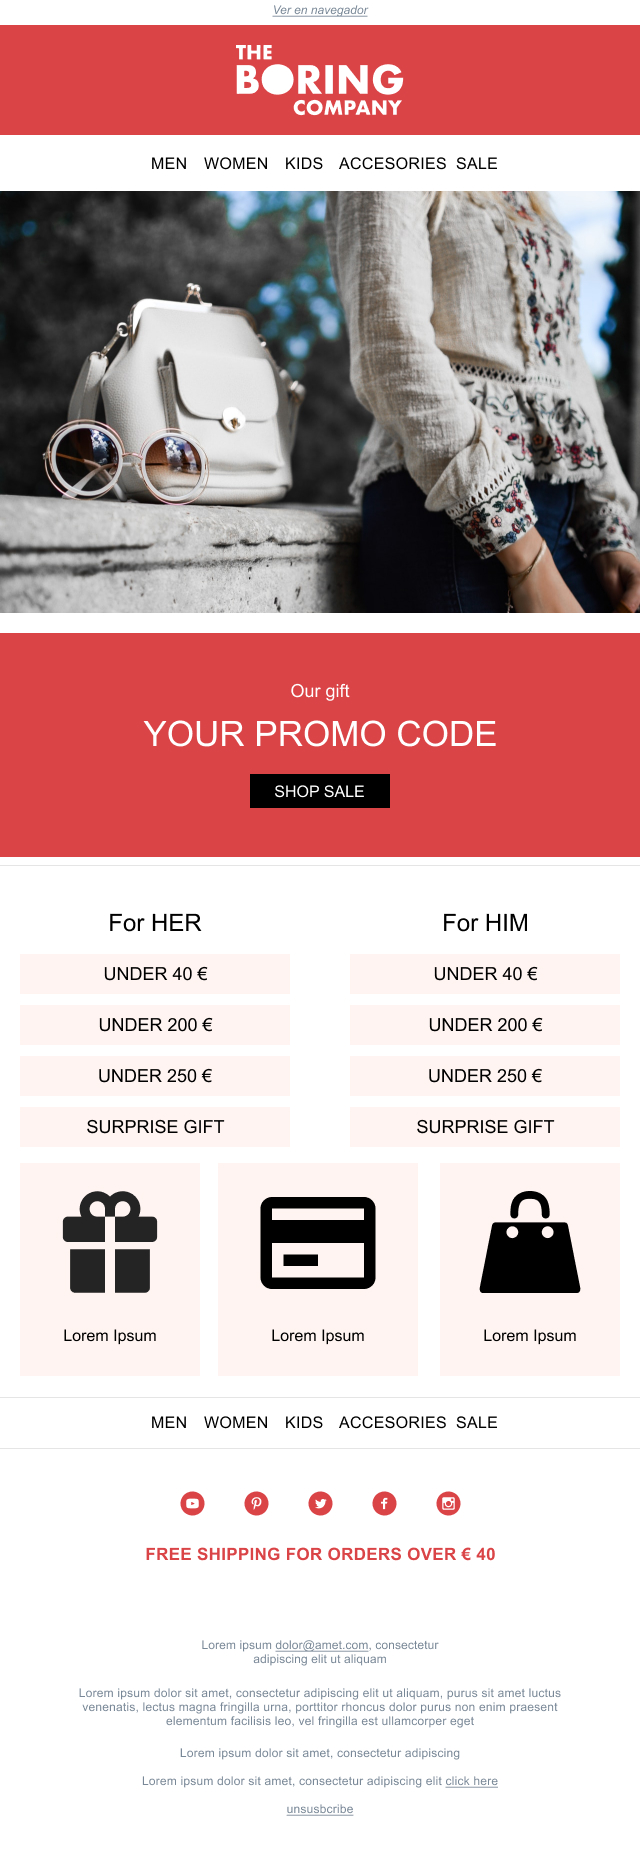 Ver en navegador
THE
BORING
COMPANY
MEN WOMEN KIDS ACCESORIES SALE
Our gift
YOUR PROMO CODE
SHOP SALE
For HER
UNDER 40 €
UNDER 200 €
UNDER 250 €
SURPRISE GIFT
For HIM
UNDER 40 €
UNDER 200 €
UNDER 250 €
SURPRISE GIFT
Lorem Ipsum
Lorem Ipsum
Lorem Ipsum
MEN WOMEN KIDS ACCESORIES SALE
FREE SHIPPING FOR ORDERS OVER € 40
Lorem ipsum dolor@amet.com, consectetur
adipiscing elit ut aliquam
Lorem ipsum dolor sit amet, consectetur adipiscing elit ut aliquam, purus sit amet luctus
venenatis, lectus magna fringilla urna, porttitor rhoncus dolor purus non enim praesent
elementum facilisis leo, vel fringilla est ullamcorper eget
Lorem ipsum dolor sit amet, consectetur adipiscing
Lorem ipsum dolor sit amet, consectetur adipiscing elit click here
unsusbcribe